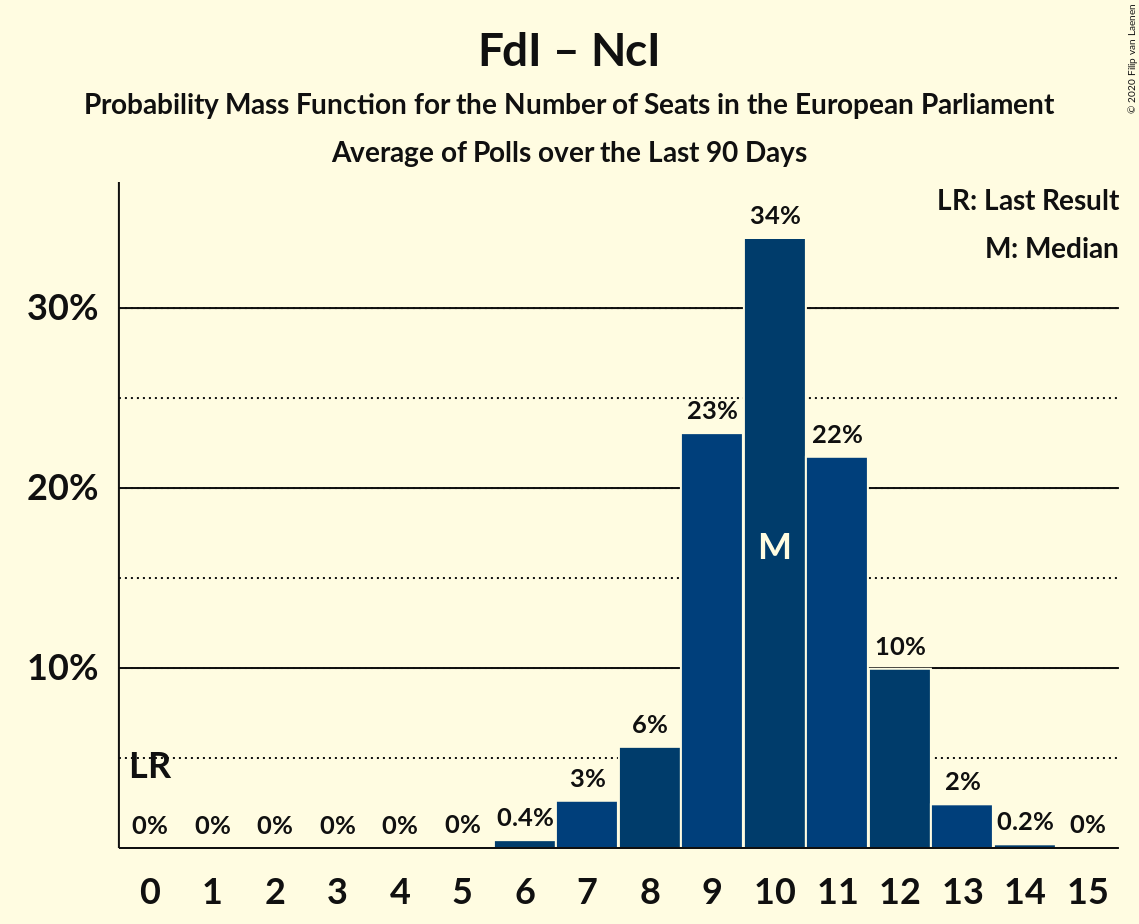 FdI – NcI
Probability Mass Function for the Number of Seats in the European Parliament
Average of Polls over the Last 90 Days
© 2020 Filip van Laenen
LR: Last Result
M: Median
34%
30%
23%
22%
20%
M
10%
10%
6%
LR
3%
2%
0%
0%
0%
0%
0%
0%
0.4%
0.2%
0%
0 1 2 3 4 5 6 7 8 9 10 11 12 13 14 15